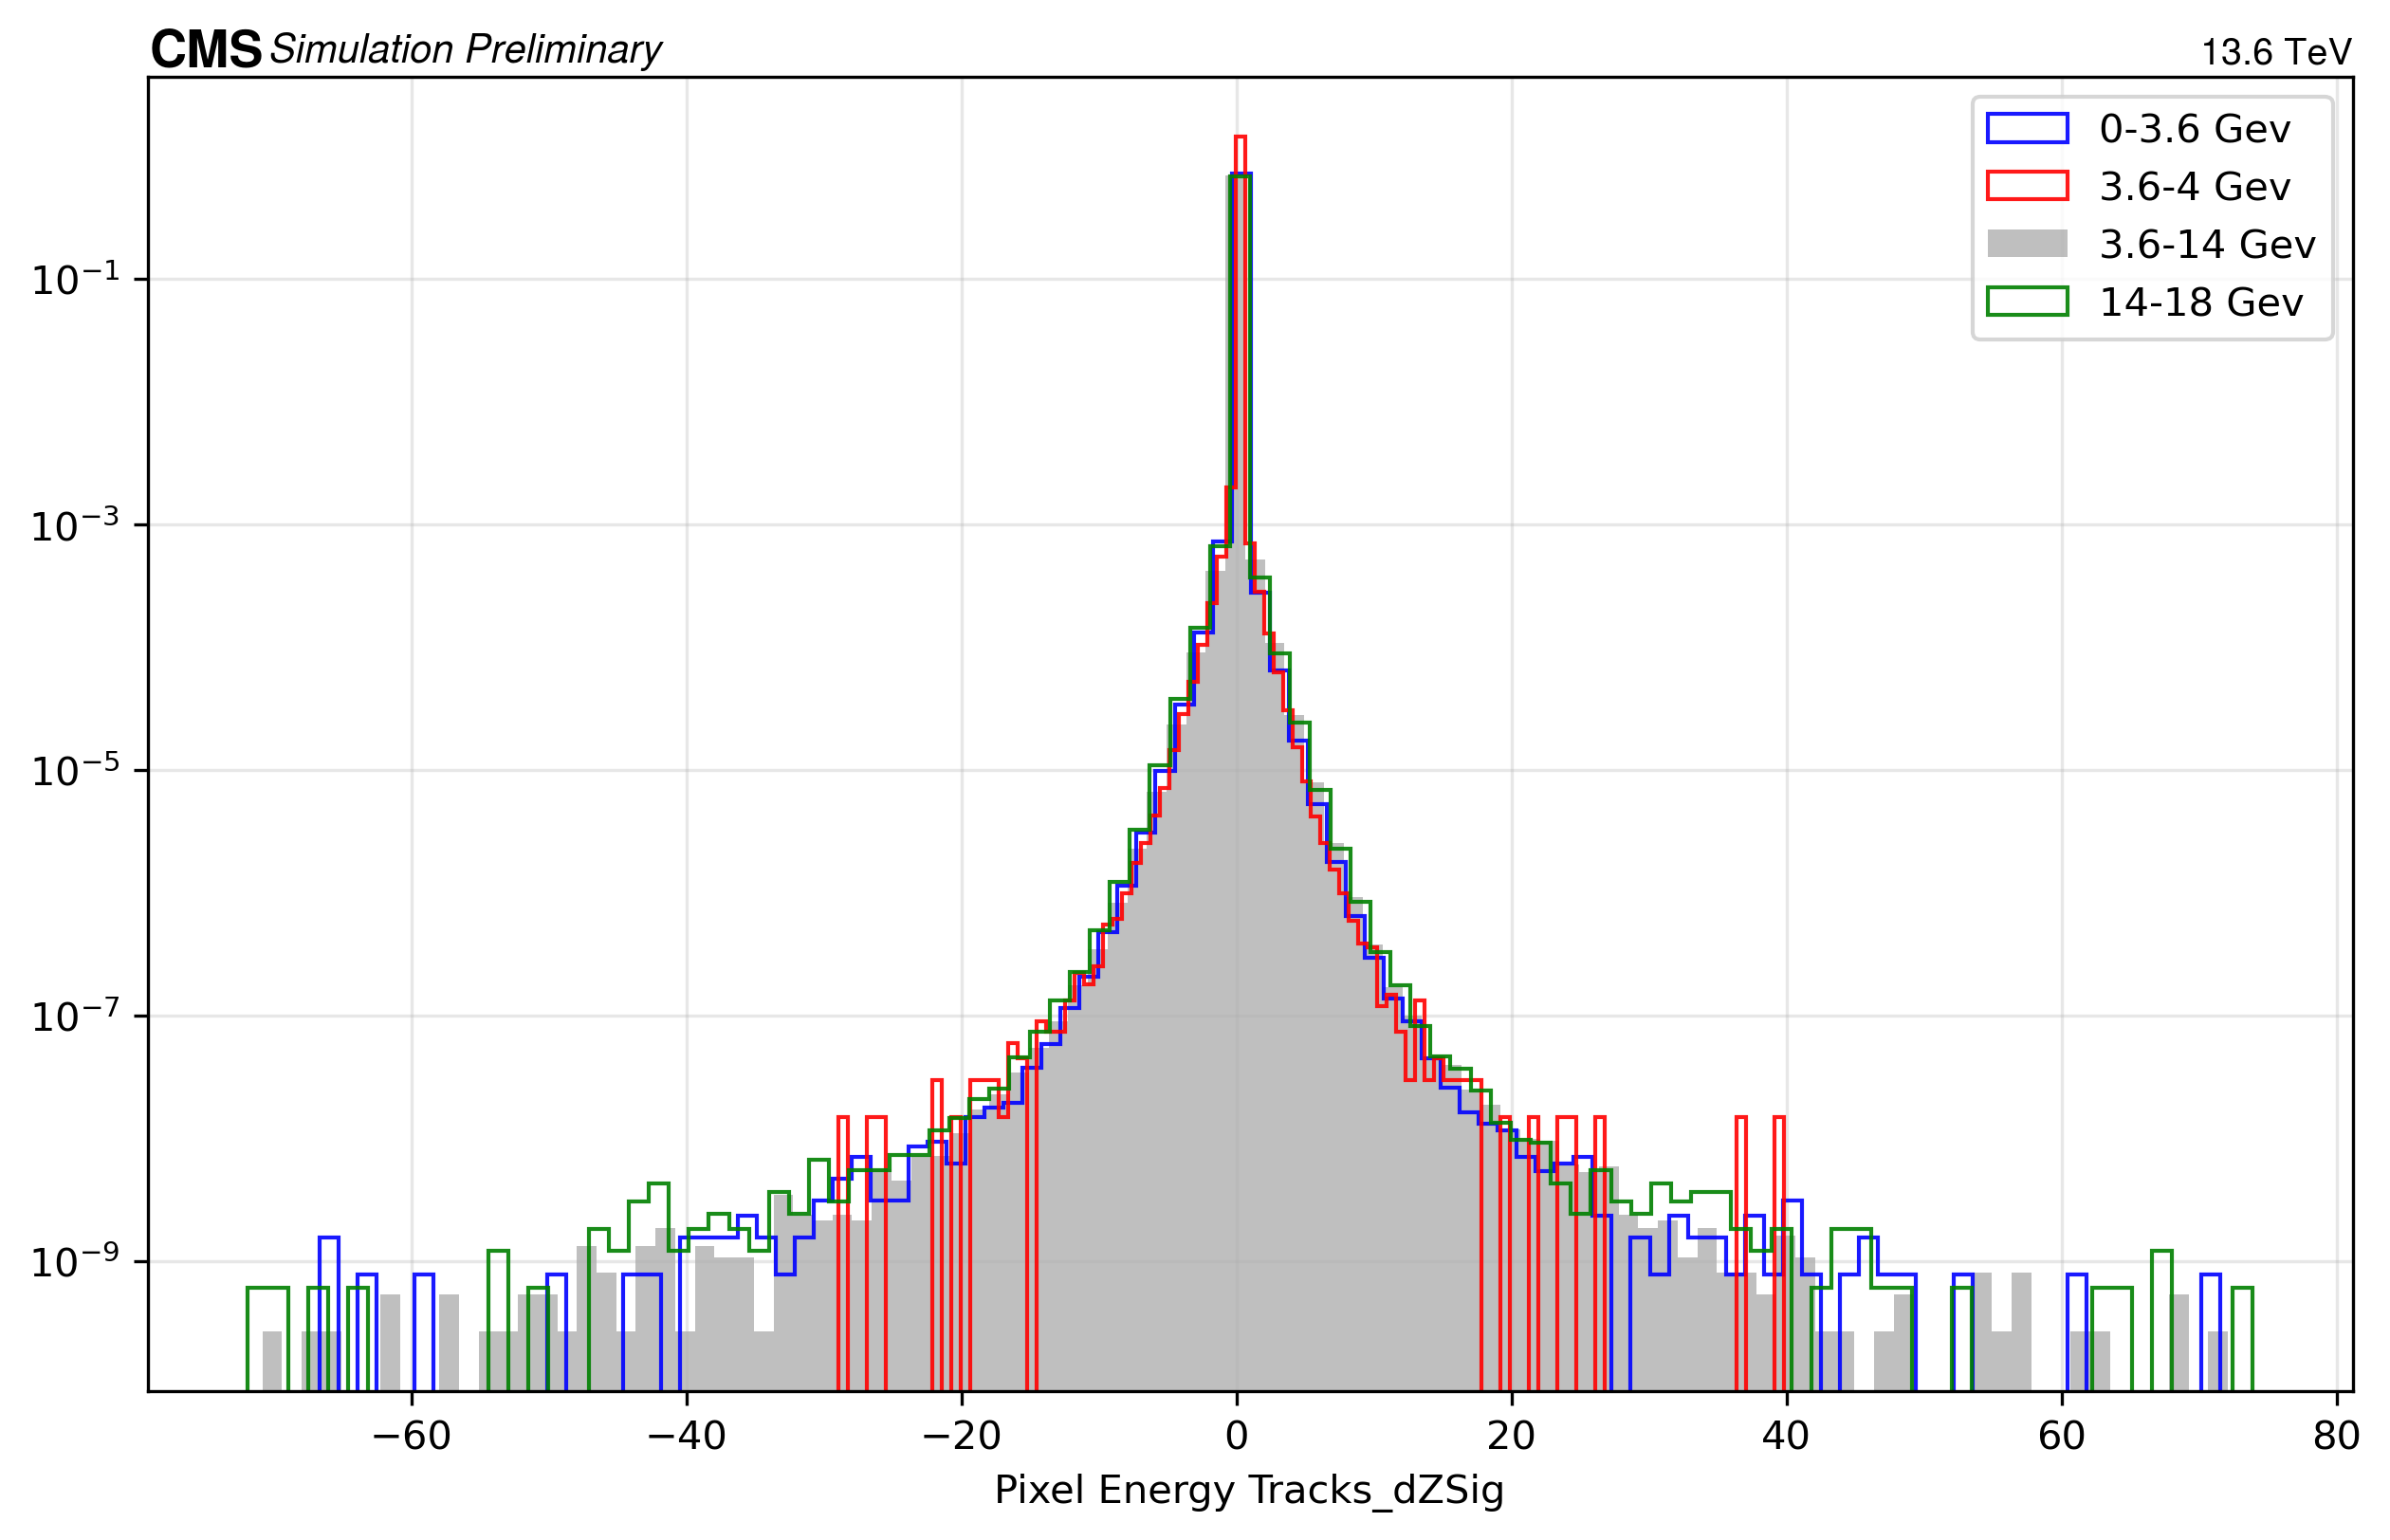 CMS Simulation Preliminary
13.6 TeV
0-3.6 Gev
3.6-4 Gev
3.6-14 Gev
14-18 Gev
10⁻¹
10⁻³
10⁻⁵
10⁻⁷
10⁻⁹
−60 −40 −20 0 20 40 60 80
Pixel Energy Tracks_dZSig